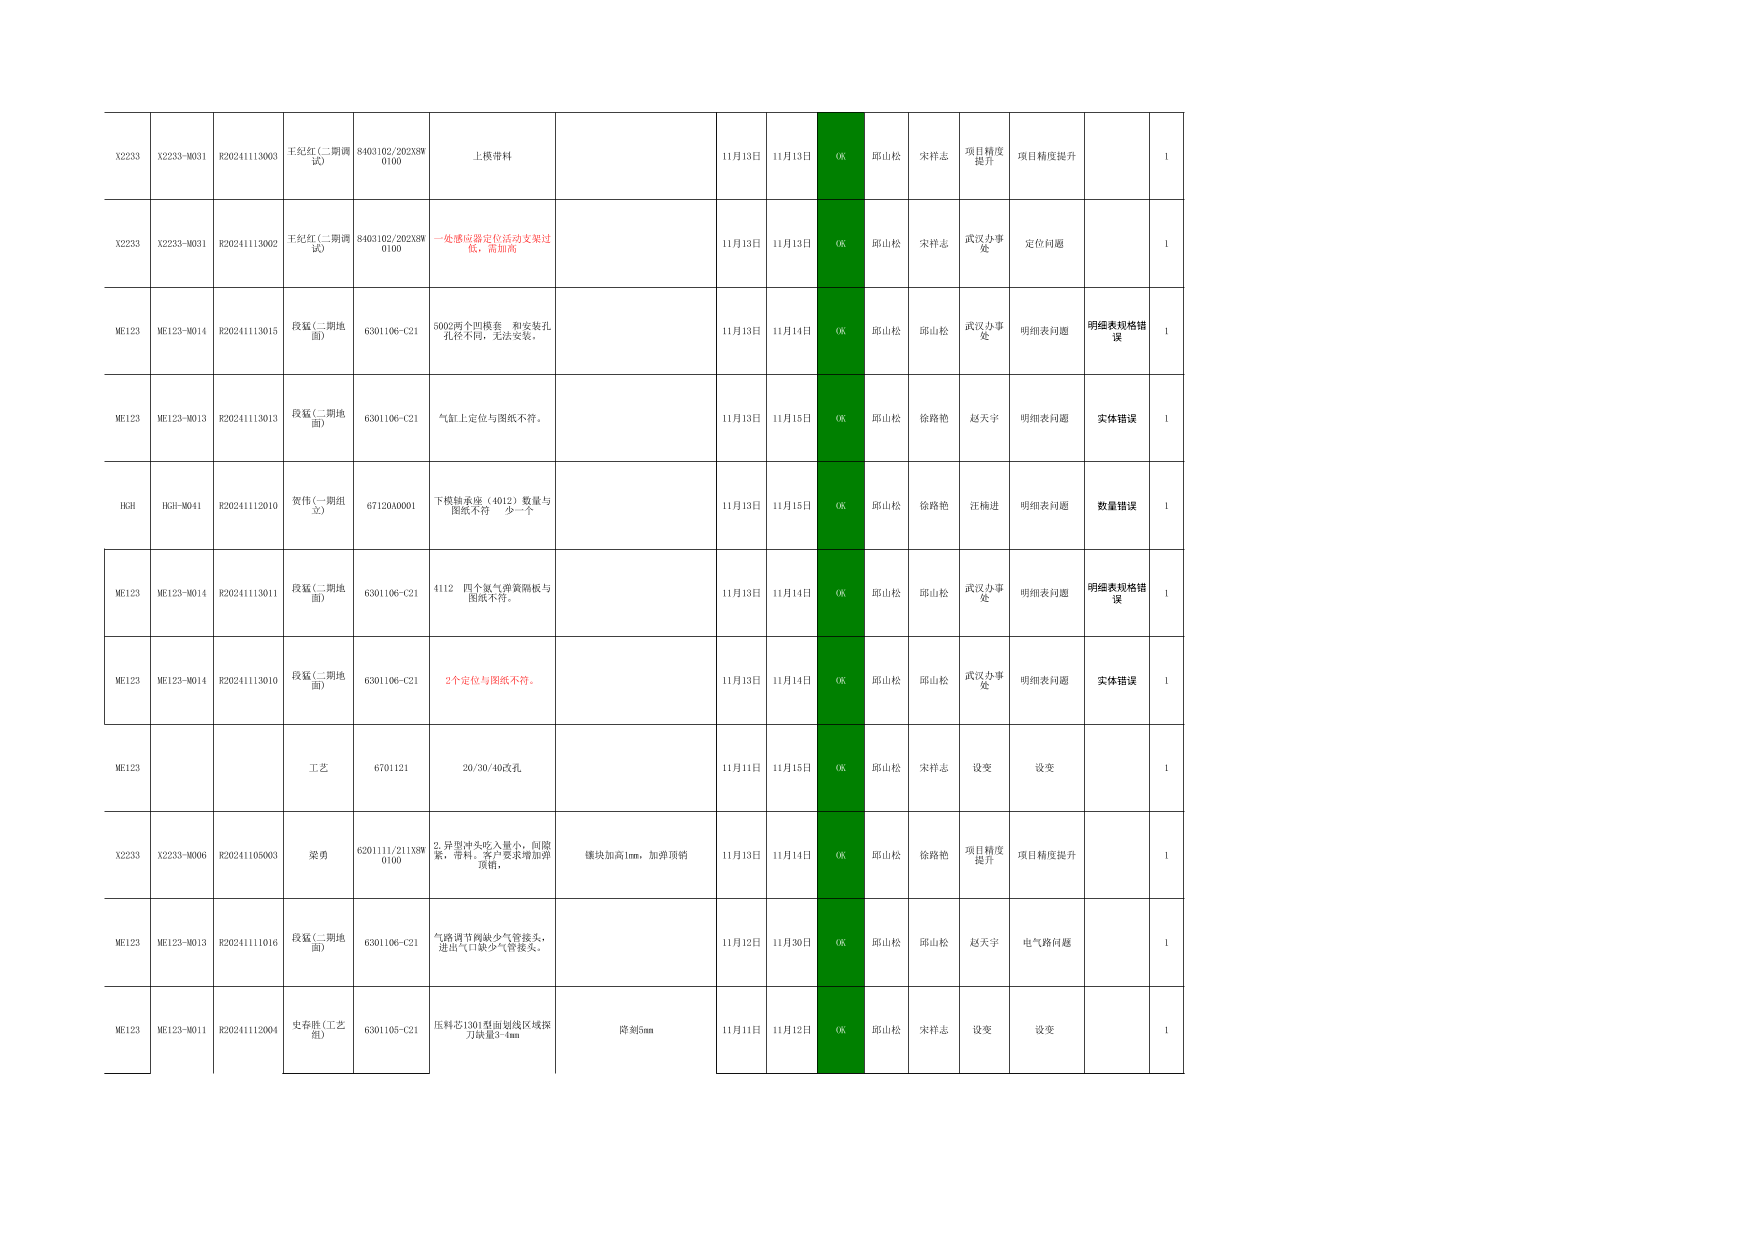 X2233 X2233-M031 R20241113003 王纪红(二期调试) 8403102/202X8W0100 上模带料 11月13日 11月13日 OK 邱山松 宋祥志 项目精度提升 项目精度提升 1
X2233 X2233-M031 R20241113002 王纪红(二期调试) 8403102/202X8W0100 一处感应器定位活动支架过低，需加高 11月13日 11月13日 OK 邱山松 宋祥志 武汉办事处 定位问题 1
ME123 ME123-M014 R20241113015 段猛(二期地面) 6301106-C21 5002两个凹模套 和安装孔孔径不同，无法安装， 11月13日 11月14日 OK 邱山松 邱山松 武汉办事处 明细表问题 明细表规格错误 1
ME123 ME123-M013 R20241113013 段猛(二期地面) 6301106-C21 气缸上定位与图纸不符。 11月13日 11月15日 OK 邱山松 徐路艳 赵天宇 明细表问题 实体错误 1
HGH HGH-M041 R20241112010 贺伟(一期组立) 67120A0001 下模轴承座（4012）数量与图纸不符 少一个 11月13日 11月15日 OK 邱山松 徐路艳 汪楠进 明细表问题 数量错误 1
ME123 ME123-M014 R20241113011 段猛(二期地面) 6301106-C21 4112 四个氮气弹簧隔板与图纸不符。 11月13日 11月14日 OK 邱山松 邱山松 武汉办事处 明细表问题 明细表规格错误 1
ME123 ME123-M014 R20241113010 段猛(二期地面) 6301106-C21 2个定位与图纸不符。 11月13日 11月14日 OK 邱山松 邱山松 武汉办事处 明细表问题 实体错误 1
ME123 工艺 6701121 20/30/40改孔 11月11日 11月15日 OK 邱山松 宋祥志 设变 设变 1
X2233 X2233-M006 R20241105003 梁勇 6201111/211X8W0100 2.异型冲头吃入量小，间隙紧，带料。客户要求增加弹顶销， 镶块加高1mm，加弹顶销 11月13日 11月14日 OK 邱山松 徐路艳 项目精度提升 项目精度提升 1
ME123 ME123-M013 R20241111016 段猛(二期地面) 6301106-C21 气路调节阀缺少气管接头，进出气口缺少气管接头。 11月12日 11月30日 OK 邱山松 邱山松 赵天宇 电气路问题 1
ME123 ME123-M011 R20241112004 史春胜(工艺组) 6301105-C21 压料芯1301型面划线区域探刀缺量3-4mm 降刻5mm 11月11日 11月12日 OK 邱山松 宋祥志 设变 设变 1